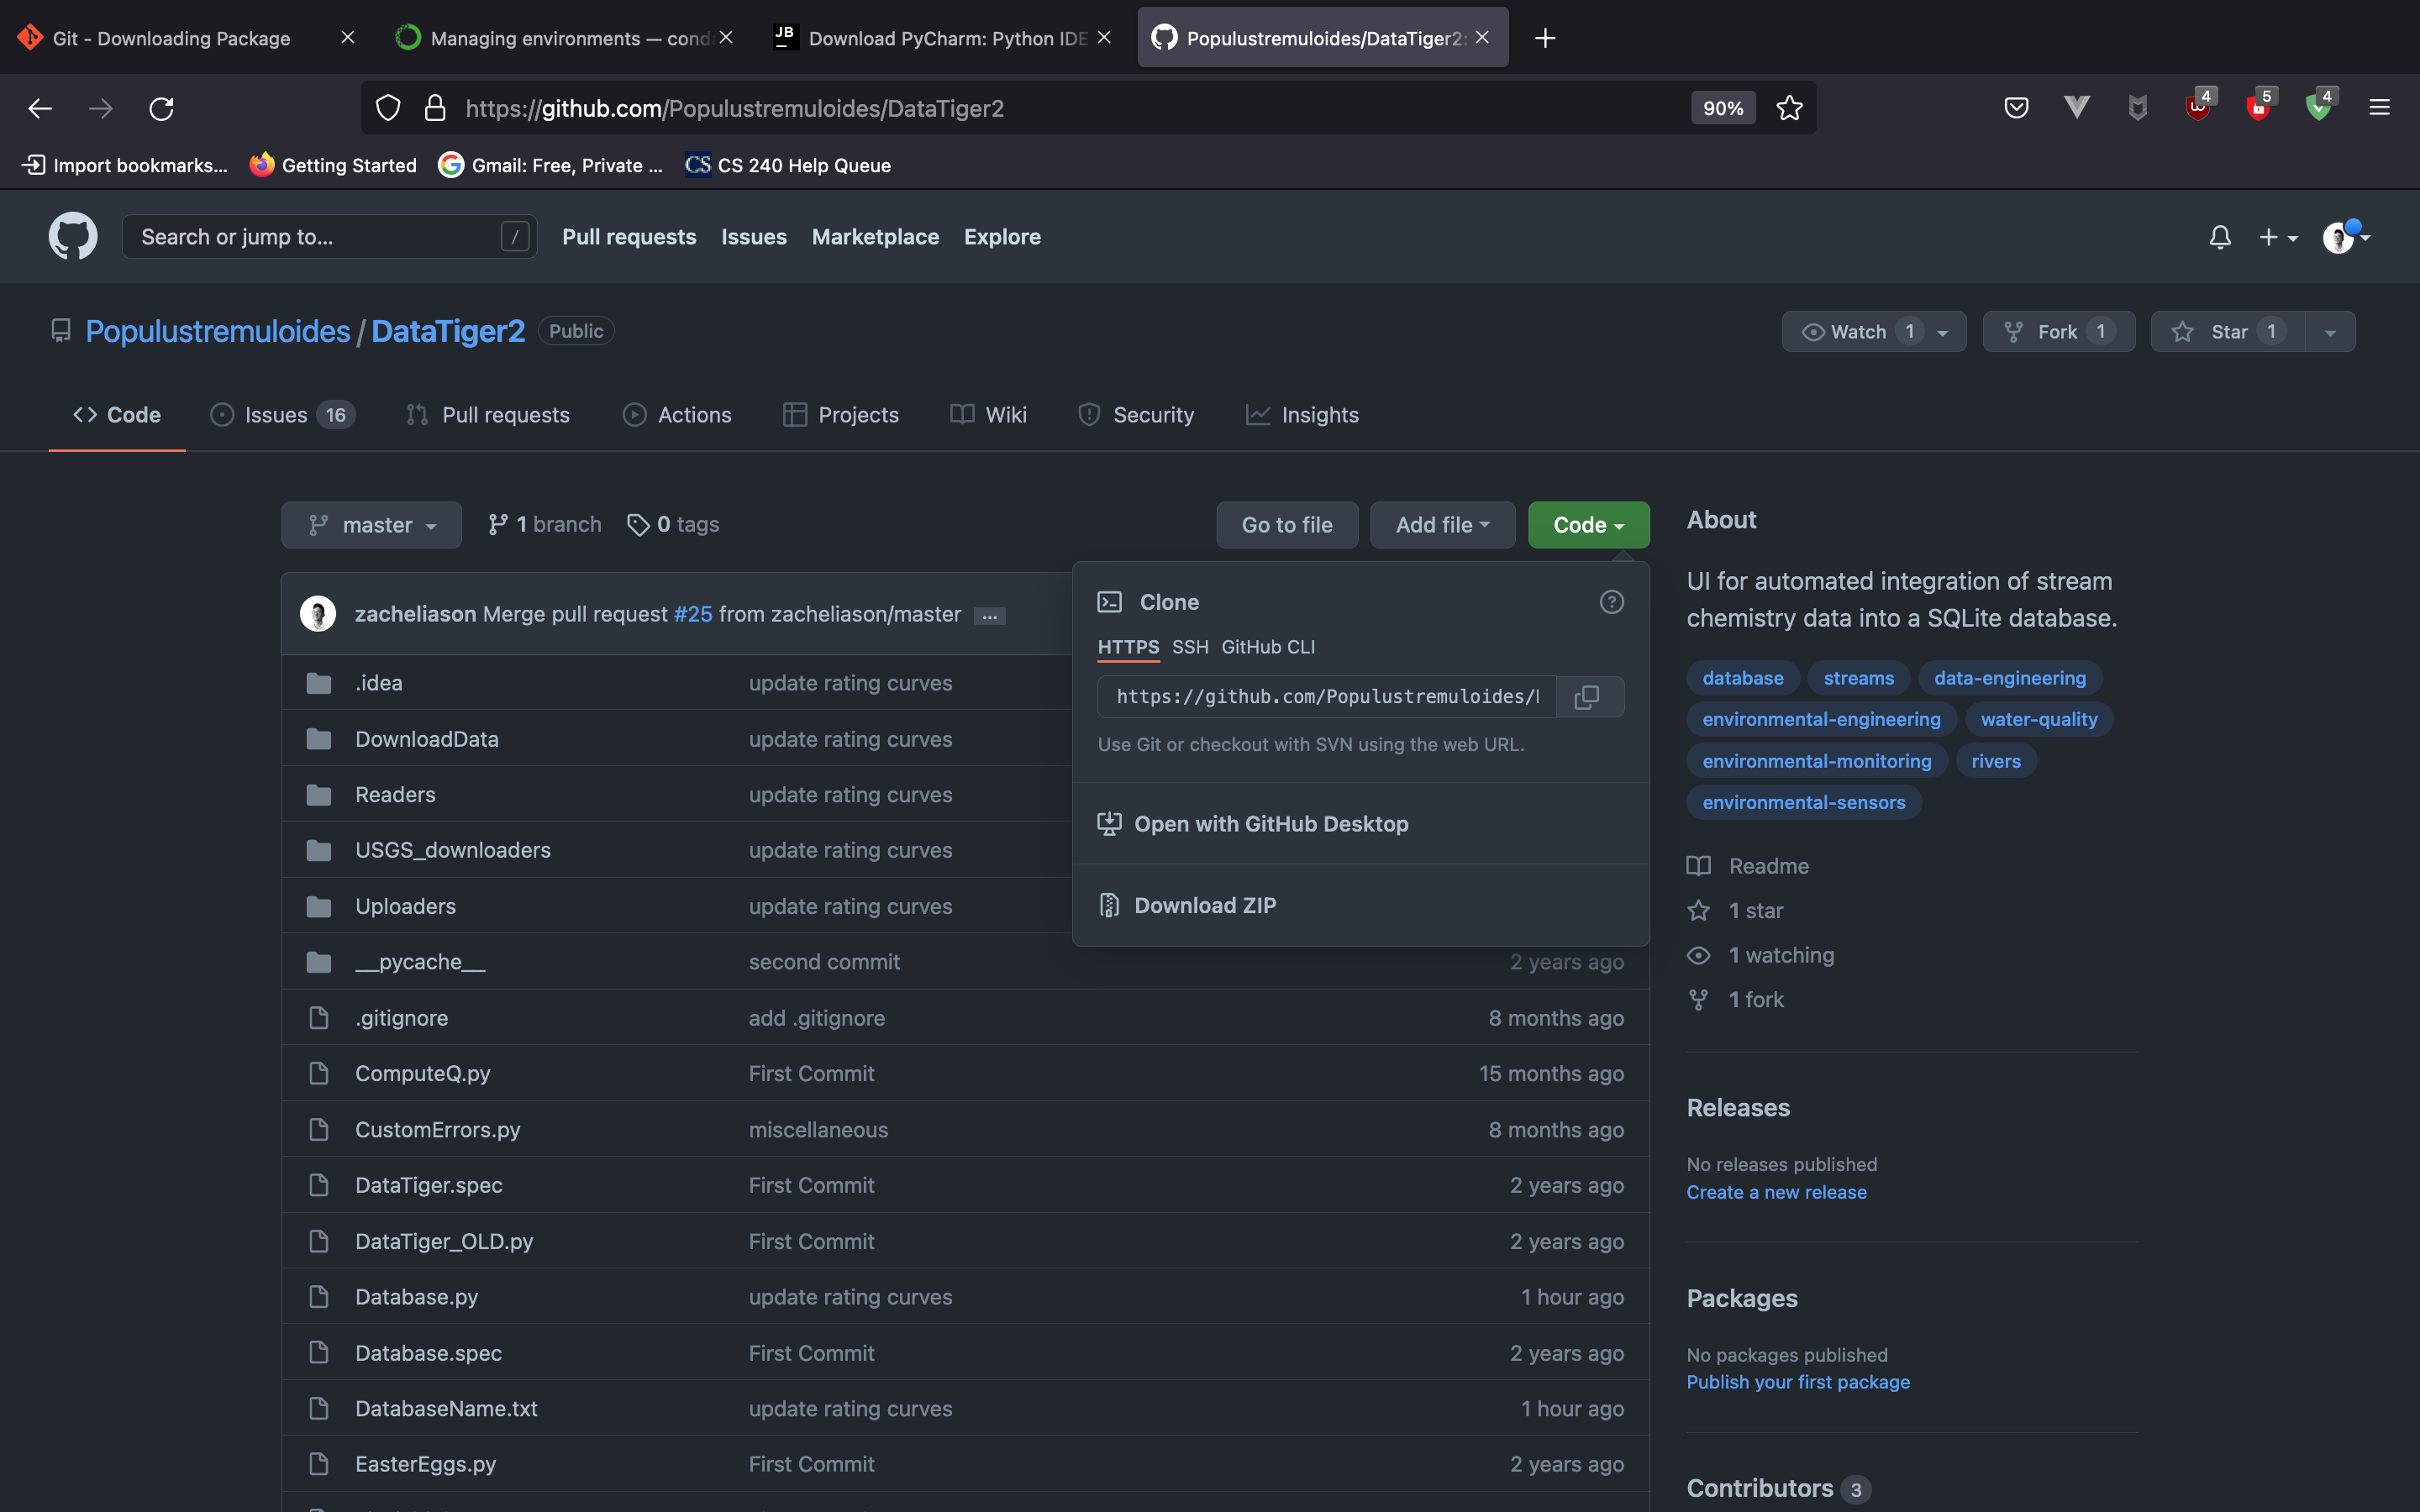 Git - Downloading Package
Managing environments — cond
JB Download PyCharm: Python IDE
Populustremuloides/DataTiger2:
https://github.com/Populustremuloides/DataTiger2
90%
4
5
4
Import bookmarks...
Getting Started
Gmail: Free, Private ...
CS CS 240 Help Queue
Search or jump to... /
Pull requests Issues Marketplace Explore
Populustremuloides / DataTiger2 Public
Watch 1
Fork 1
Star 1
Code
Issues 16
Pull requests
Actions
Projects
Wiki
Security
Insights
master
1 branch
0 tags
Go to file
Add file
Code
zacheliason Merge pull request #25 from zacheliason/master ...
.idea update rating curves
DownloadData update rating curves
Readers update rating curves
USGS_downloaders update rating curves
Uploaders update rating curves
__pycache__ second commit 2 years ago
.gitignore add .gitignore 8 months ago
ComputeQ.py First Commit 15 months ago
CustomErrors.py miscellaneous 8 months ago
DataTiger.spec First Commit 2 years ago
DataTiger_OLD.py First Commit 2 years ago
Database.py update rating curves 1 hour ago
Database.spec First Commit 2 years ago
DatabaseName.txt update rating curves 1 hour ago
EasterEggs.py First Commit 2 years ago
Clone
HTTPS SSH GitHub CLI
https://github.com/Populustremuloides/
Use Git or checkout with SVN using the web URL.
Open with GitHub Desktop
Download ZIP
About
UI for automated integration of stream
chemistry data into a SQLite database.
database streams data-engineering
environmental-engineering water-quality
environmental-monitoring rivers
environmental-sensors
Readme
1 star
1 watching
1 fork
Releases
No releases published
Create a new release
Packages
No packages published
Publish your first package
Contributors 3